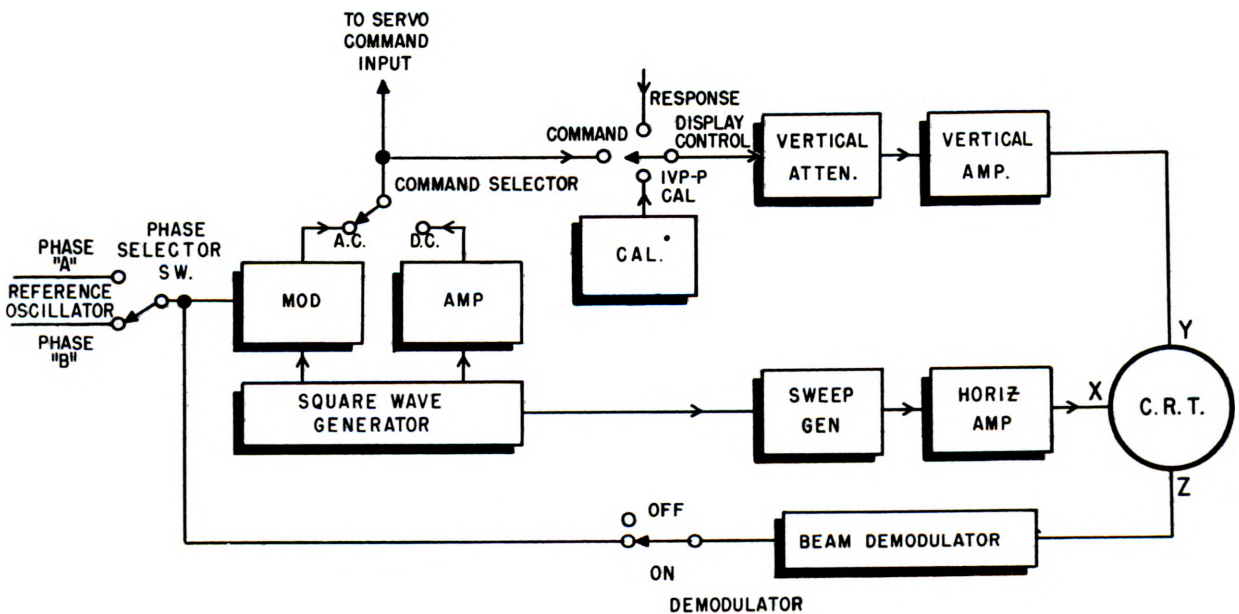 TO SERVO
COMMAND
INPUT
RESPONSE
COMMAND
DISPLAY
CONTROL
IVP-P
CAL
VERTICAL
ATTEN.
VERTICAL
AMP.
COMMAND SELECTOR
A.C.
D.C.
PHASE
SELECTOR
SW.
PHASE
"A"
REFERENCE
OSCILLATOR
PHASE
"B"
MOD
AMP
CAL.
Y
SQUARE WAVE
GENERATOR
SWEEP
GEN
HORIZ
AMP
X
C.R.T.
Z
OFF
ON
DEMODULATOR
BEAM DEMODULATOR